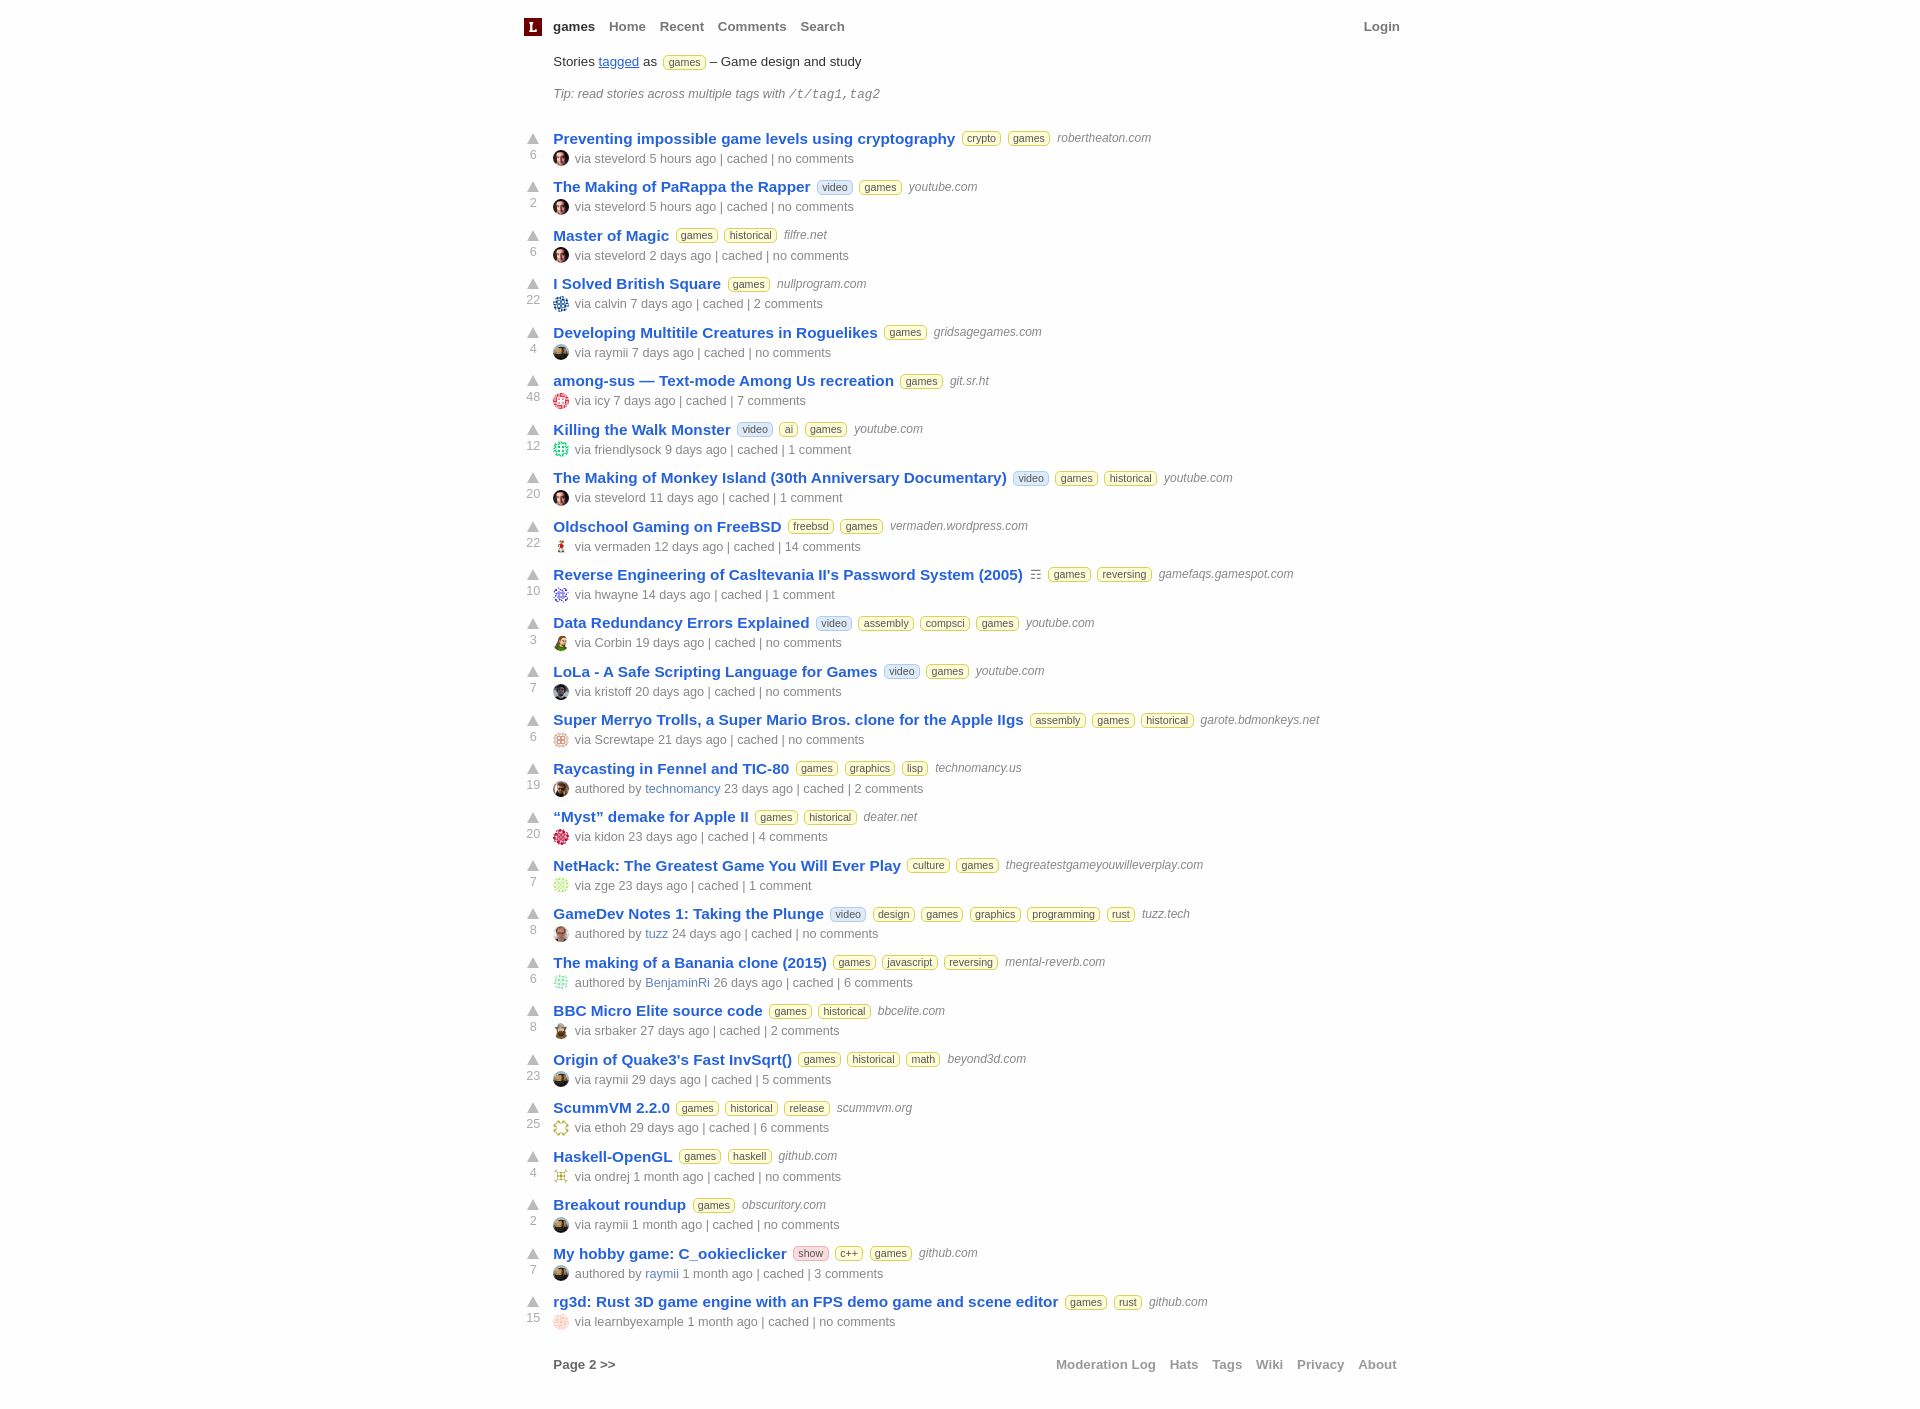 L games Home Recent Comments Search Login
Stories tagged as games – Game design and study
Tip: read stories across multiple tags with /t/tag1,tag2
Preventing impossible game levels using cryptography crypto games robertheaton.com
6 via stevelord 5 hours ago | cached | no comments
The Making of PaRappa the Rapper video games youtube.com
2 via stevelord 5 hours ago | cached | no comments
Master of Magic games historical filfre.net
6 via stevelord 2 days ago | cached | no comments
I Solved British Square games nullprogram.com
22 via calvin 7 days ago | cached | 2 comments
Developing Multitile Creatures in Roguelikes games gridsagegames.com
4 via raymii 7 days ago | cached | no comments
among-sus — Text-mode Among Us recreation games git.sr.ht
48 via icy 7 days ago | cached | 7 comments
Killing the Walk Monster video ai games youtube.com
12 via friendlysock 9 days ago | cached | 1 comment
The Making of Monkey Island (30th Anniversary Documentary) video games historical youtube.com
20 via stevelord 11 days ago | cached | 1 comment
Oldschool Gaming on FreeBSD freebsd games vermaden.wordpress.com
22 via vermaden 12 days ago | cached | 14 comments
Reverse Engineering of Casltevania II's Password System (2005) ☶ games reversing gamefaqs.gamespot.com
10 via hwayne 14 days ago | cached | 1 comment
Data Redundancy Errors Explained video assembly compsci games youtube.com
3 via Corbin 19 days ago | cached | no comments
LoLa - A Safe Scripting Language for Games video games youtube.com
7 via kristoff 20 days ago | cached | no comments
Super Merryo Trolls, a Super Mario Bros. clone for the Apple IIgs assembly games historical garote.bdmonkeys.net
6 via Screwtape 21 days ago | cached | no comments
Raycasting in Fennel and TIC-80 games graphics lisp technomancy.us
19 authored by technomancy 23 days ago | cached | 2 comments
“Myst” demake for Apple II games historical deater.net
20 via kidon 23 days ago | cached | 4 comments
NetHack: The Greatest Game You Will Ever Play culture games thegreatestgameyouwilleverplay.com
7 via zge 23 days ago | cached | 1 comment
GameDev Notes 1: Taking the Plunge video design games graphics programming rust tuzz.tech
8 authored by tuzz 24 days ago | cached | no comments
The making of a Banania clone (2015) games javascript reversing mental-reverb.com
6 authored by BenjaminRi 26 days ago | cached | 6 comments
BBC Micro Elite source code games historical bbcelite.com
8 via srbaker 27 days ago | cached | 2 comments
Origin of Quake3's Fast InvSqrt() games historical math beyond3d.com
23 via raymii 29 days ago | cached | 5 comments
ScummVM 2.2.0 games historical release scummvm.org
25 via ethoh 29 days ago | cached | 6 comments
Haskell-OpenGL games haskell github.com
4 via ondrej 1 month ago | cached | no comments
Breakout roundup games obscuritory.com
2 via raymii 1 month ago | cached | no comments
My hobby game: C_ookieclicker show c++ games github.com
7 authored by raymii 1 month ago | cached | 3 comments
rg3d: Rust 3D game engine with an FPS demo game and scene editor games rust github.com
15 via learnbyexample 1 month ago | cached | no comments
Page 2 >> Moderation Log Hats Tags Wiki Privacy About